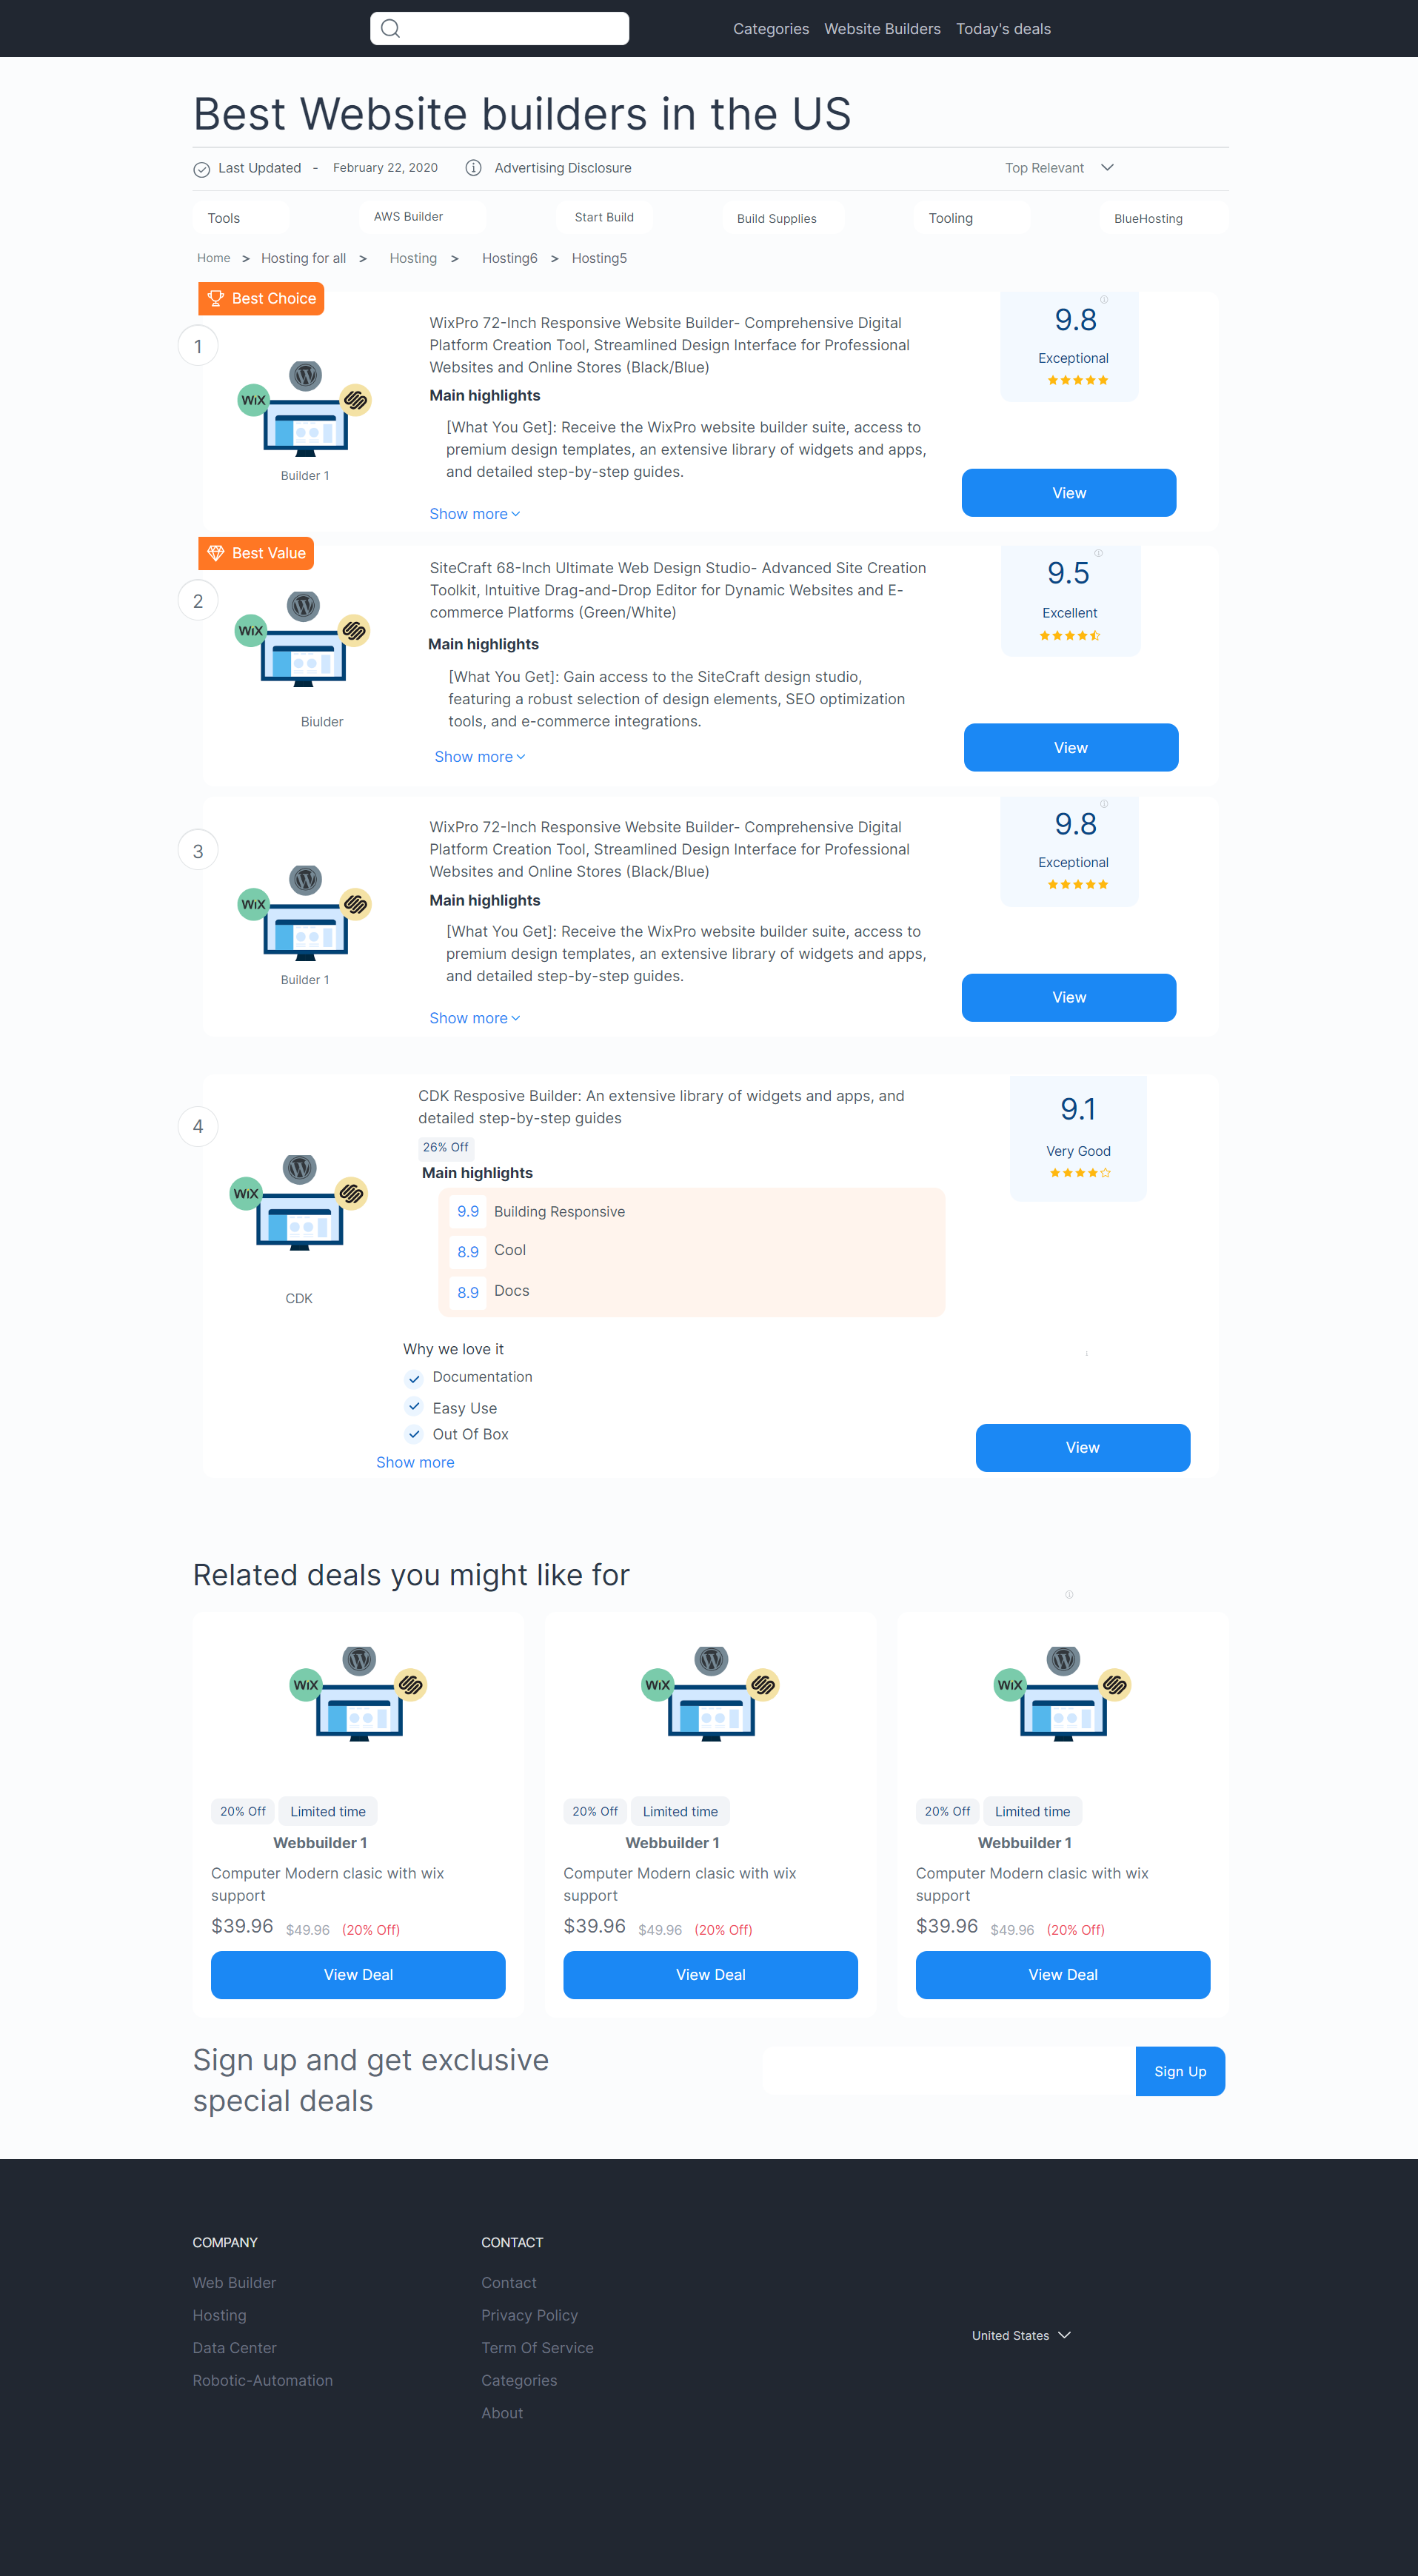 Categories Website Builders Today's deals
Best Website builders in the US
Last Updated - February 22, 2020 Advertising Disclosure Top Relevant
Tools AWS Builder Start Build Build Supplies Tooling BlueHosting
Home > Hosting for all > Hosting > Hosting6 > Hosting5
Best Choice
1
WIX
Builder 1
WixPro 72-Inch Responsive Website Builder- Comprehensive Digital
Platform Creation Tool, Streamlined Design Interface for Professional
Websites and Online Stores (Black/Blue)
Main highlights
[What You Get]: Receive the WixPro website builder suite, access to
premium design templates, an extensive library of widgets and apps,
and detailed step-by-step guides.
Show more
9.8
Exceptional
View
Best Value
2
WIX
Biulder
SiteCraft 68-Inch Ultimate Web Design Studio- Advanced Site Creation
Toolkit, Intuitive Drag-and-Drop Editor for Dynamic Websites and E-
commerce Platforms (Green/White)
Main highlights
[What You Get]: Gain access to the SiteCraft design studio,
featuring a robust selection of design elements, SEO optimization
tools, and e-commerce integrations.
Show more
9.5
Excellent
View
3
WIX
Builder 1
WixPro 72-Inch Responsive Website Builder- Comprehensive Digital
Platform Creation Tool, Streamlined Design Interface for Professional
Websites and Online Stores (Black/Blue)
Main highlights
[What You Get]: Receive the WixPro website builder suite, access to
premium design templates, an extensive library of widgets and apps,
and detailed step-by-step guides.
Show more
9.8
Exceptional
View
4
WIX
CDK
CDK Resposive Builder: An extensive library of widgets and apps, and
detailed step-by-step guides
26% Off
Main highlights
9.9 Building Responsive
8.9 Cool
8.9 Docs
Why we love it
Documentation
Easy Use
Out Of Box
Show more
9.1
Very Good
View
Related deals you might like for
WIX
20% Off Limited time
Webbuilder 1
Computer Modern clasic with wix
support
$39.96 $49.96 (20% Off)
View Deal
WIX
20% Off Limited time
Webbuilder 1
Computer Modern clasic with wix
support
$39.96 $49.96 (20% Off)
View Deal
WIX
20% Off Limited time
Webbuilder 1
Computer Modern clasic with wix
support
$39.96 $49.96 (20% Off)
View Deal
Sign up and get exclusive
special deals
Sign Up
COMPANY
Web Builder
Hosting
Data Center
Robotic-Automation
CONTACT
Contact
Privacy Policy
Term Of Service
Categories
About
United States